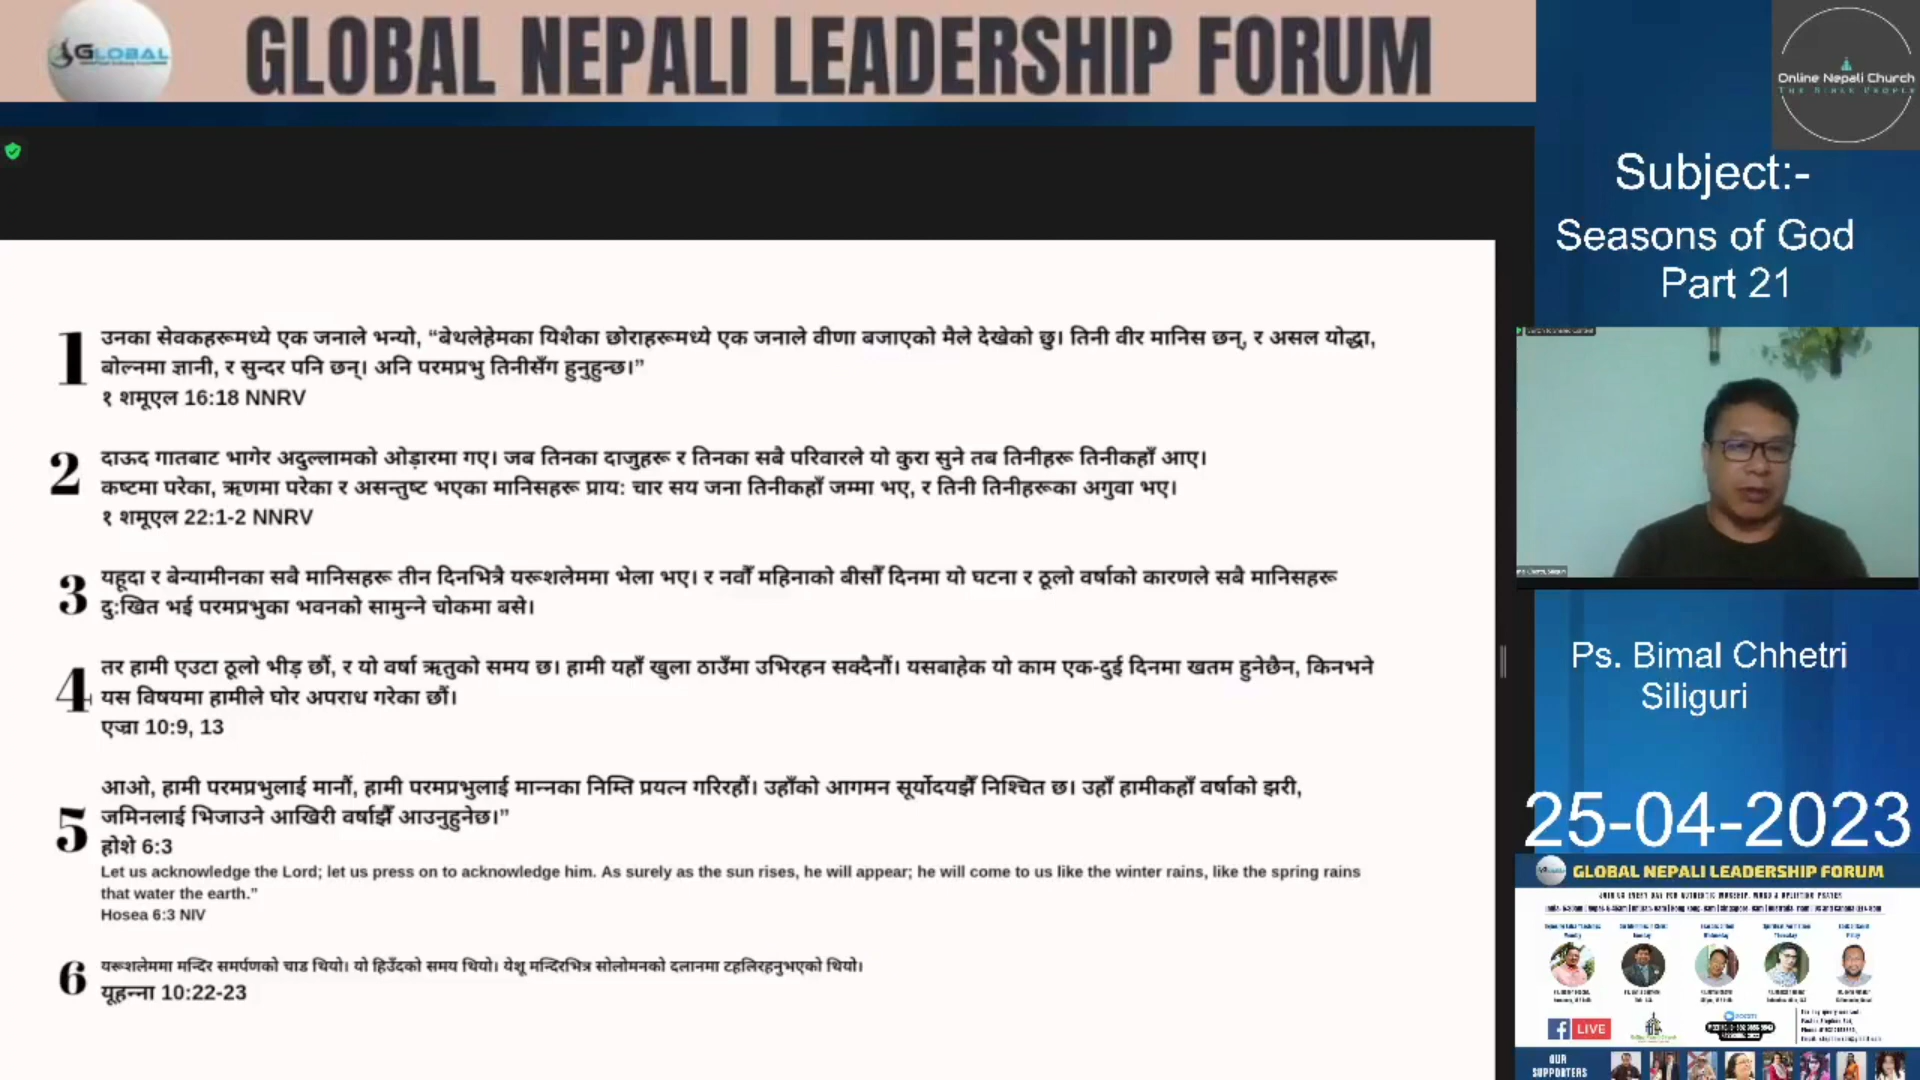 GLOBAL
GLOBAL NEPALI LEADERSHIP FORUM
Online Nepali Church
THE BIBLE PEOPLE
Subject:-
Seasons of God
Part 21
1
उनका सेवकहरूमध्ये एक जनाले भन्यो, “बेथलेहेमका यिशैका छोराहरूमध्ये एक जनाले वीणा बजाएको मैले देखेको छु। तिनी वीर मानिस छन्, र असल योद्धा,
बोल्नमा ज्ञानी, र सुन्दर पनि छन्। अनि परमप्रभु तिनीसँग हुनुहुन्छ।”
१ शमूएल 16:18 NNRV
2
दाऊद गातबाट भागेर अदुल्लामको ओड़ारमा गए। जब तिनका दाजुहरू र तिनका सबै परिवारले यो कुरा सुने तब तिनीहरू तिनीकहाँ आए।
कष्टमा परेका, ऋणमा परेका र असन्तुष्ट भएका मानिसहरू प्राय: चार सय जना तिनीकहाँ जम्मा भए, र तिनी तिनीहरूका अगुवा भए।
१ शमूएल 22:1-2 NNRV
3
यहूदा र बेन्यामीनका सबै मानिसहरू तीन दिनभित्रै यरूशलेममा भेला भए। र नवौँ महिनाको बीसौँ दिनमा यो घटना र ठूलो वर्षाको कारणले सबै मानिसहरू
दु:खित भई परमप्रभुका भवनको सामुन्ने चोकमा बसे।
4
तर हामी एउटा ठूलो भीड़ छौं, र यो वर्षा ऋतुको समय छ। हामी यहाँ खुला ठाउँमा उभिरहन सक्दैनौं। यसबाहेक यो काम एक-दुई दिनमा खतम हुनेछैन, किनभने
यस विषयमा हामीले घोर अपराध गरेका छौं।
एज्रा 10:9, 13
5
आओ, हामी परमप्रभुलाई मानौं, हामी परमप्रभुलाई मान्नका निम्ति प्रयत्न गरिरहौं। उहाँको आगमन सूर्योदयझैँ निश्चित छ। उहाँ हामीकहाँ वर्षाको झरी,
जमिनलाई भिजाउने आखिरी वर्षाझैँ आउनुहुनेछ।”
होशे 6:3
Let us acknowledge the Lord; let us press on to acknowledge him. As surely as the sun rises, he will appear; he will come to us like the winter rains, like the spring rains
that water the earth.”
Hosea 6:3 NIV
6
यरूशलेममा मन्दिर समर्पणको चाड थियो। यो हिउँदको समय थियो। येशू मन्दिरभित्र सोलोमनको दलानमा टहलिरहनुभएको थियो।
यूहन्ना 10:22-23
Ps. Bimal Chhetri
Siliguri
25-04-2023
GLOBAL NEPALI LEADERSHIP FORUM
LIVE
OUR
SUPPORTERS